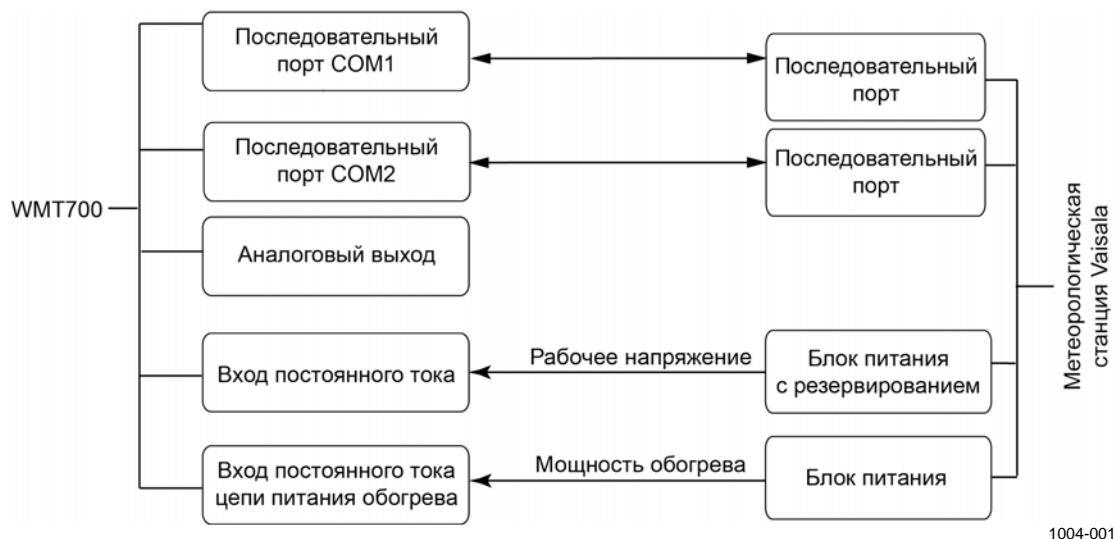 WMT700
Последовательный
порт COM1
Последовательный
порт COM2
Аналоговый выход
Вход постоянного тока
Вход постоянного тока
цепи питания обогрева
Рабочее напряжение
Мощность обогрева
Последовательный
порт
Последовательный
порт
Блок питания
с резервированием
Блок питания
Метеорологическая
станция Vaisala
1004-001